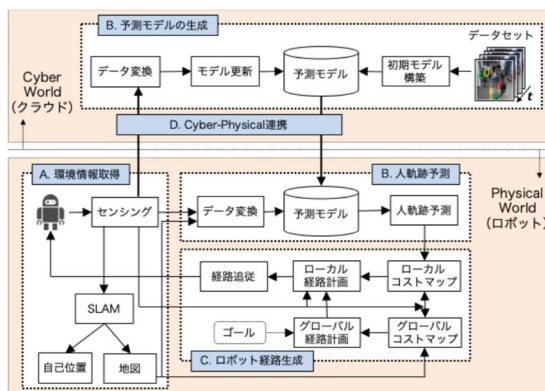 B. 予測モデルの生成
データセット
Cyber
World
(クラウド)
データ変換
モデル更新
予測モデル
初期モデル
構築
t
D. Cyber-Physical連携
A. 環境情報取得
B. 人軌跡予測
Physical
World
(ロボット)
センシング
データ変換
予測モデル
人軌跡予測
経路追従
ローカル
経路計画
ローカル
コストマップ
SLAM
ゴール
グローバル
経路計画
グローバル
コストマップ
自己位置
地図
C. ロボット経路生成